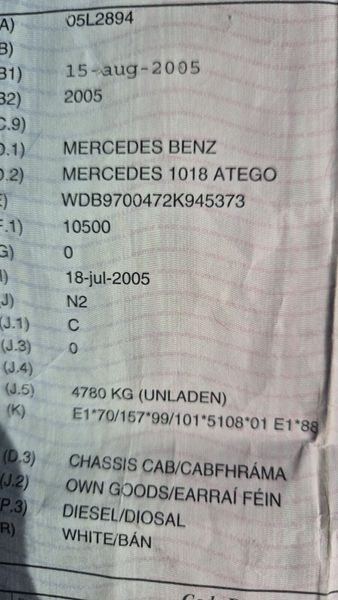 A) 05L2894
B)
B1) 15-aug-2005
B2) 2005
C.9)
D.1) MERCEDES BENZ
D.2) MERCEDES 1018 ATEGO
E) WDB9700472K945373
F.1) 10500
G) 0
I) 18-jul-2005
J) N2
(J.1) C
(J.3) 0
(J.4)
(J.5) 4780 KG (UNLADEN)
(K) E1*70/157*99/101*5108*01 E1*88
(D.3) CHASSIS CAB/CABFHRÁMA
(J.2) OWN GOODS/EARRAÍ FÉIN
(P.3) DIESEL/DIOSAL
R) WHITE/BÁN